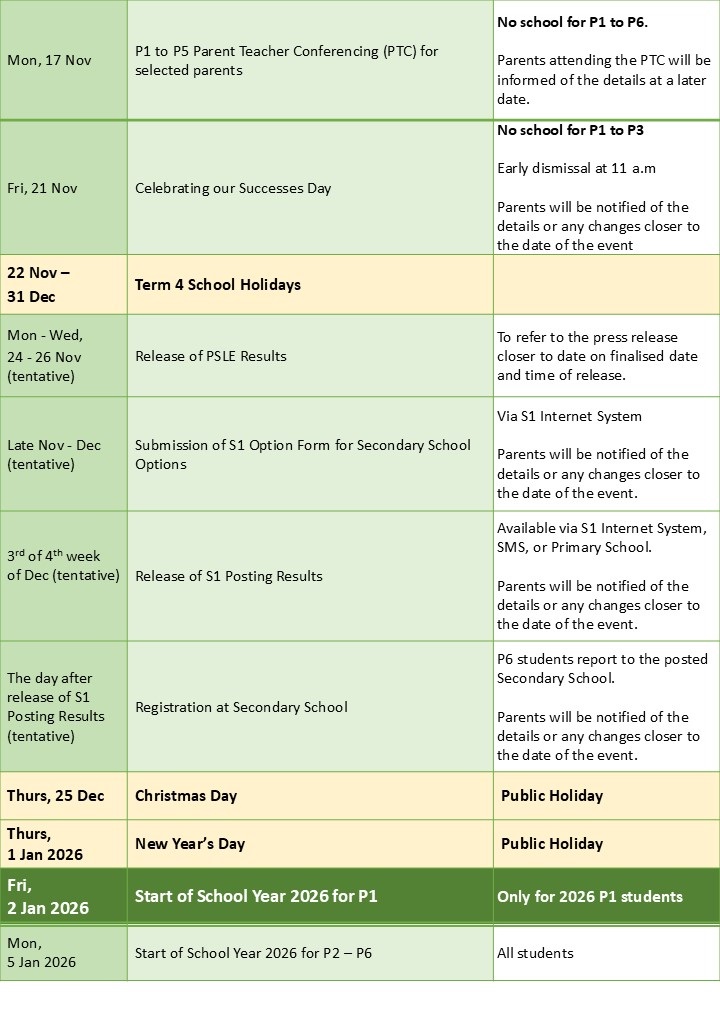 Mon, 17 Nov
P1 to P5 Parent Teacher Conferencing (PTC) for
selected parents
No school for P1 to P6.
Parents attending the PTC will be
informed of the details at a later
date.
Fri, 21 Nov
Celebrating our Successes Day
No school for P1 to P3
Early dismissal at 11 a.m
Parents will be notified of the
details or any changes closer to
the date of the event
22 Nov –
31 Dec
Term 4 School Holidays
Mon - Wed,
24 - 26 Nov
(tentative)
Release of PSLE Results
To refer to the press release
closer to date on finalised date
and time of release.
Late Nov - Dec
(tentative)
Submission of S1 Option Form for Secondary School
Options
Via S1 Internet System
Parents will be notified of the
details or any changes closer to
the date of the event.
3rd of 4th week
of Dec (tentative)
Release of S1 Posting Results
Available via S1 Internet System,
SMS, or Primary School.
Parents will be notified of the
details or any changes closer to
the date of the event.
The day after
release of S1
Posting Results
(tentative)
Registration at Secondary School
P6 students report to the posted
Secondary School.
Parents will be notified of the
details or any changes closer to
the date of the event.
Thurs, 25 Dec
Christmas Day
Public Holiday
Thurs,
1 Jan 2026
New Year’s Day
Public Holiday
Fri,
2 Jan 2026
Start of School Year 2026 for P1
Only for 2026 P1 students
Mon,
5 Jan 2026
Start of School Year 2026 for P2 – P6
All students